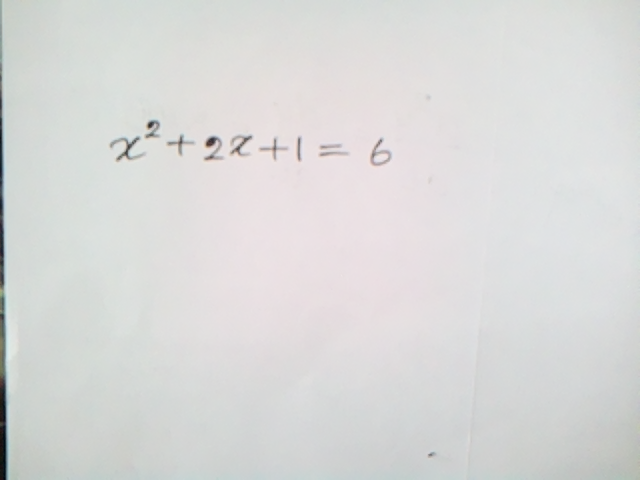 x² + 2x + 1 = 6